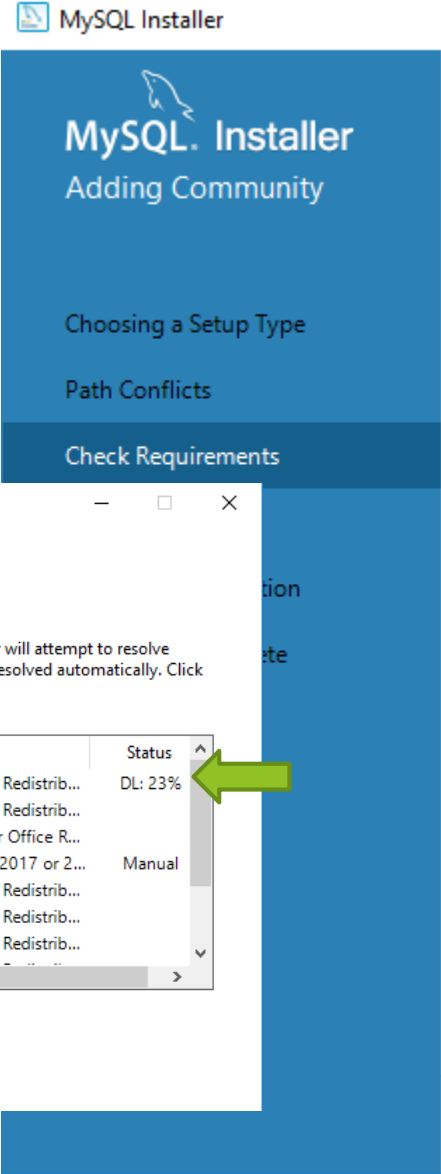 MySQL Installer
MySQL. Installer
Adding Community
Choosing a Setup Type
Path Conflicts
Check Requirements
tion
ete
will attempt to resolve
esolved automatically. Click
Status
Redistrib... DL: 23%
Redistrib...
Office R...
2017 or 2... Manual
Redistrib...
Redistrib...
Redistrib...